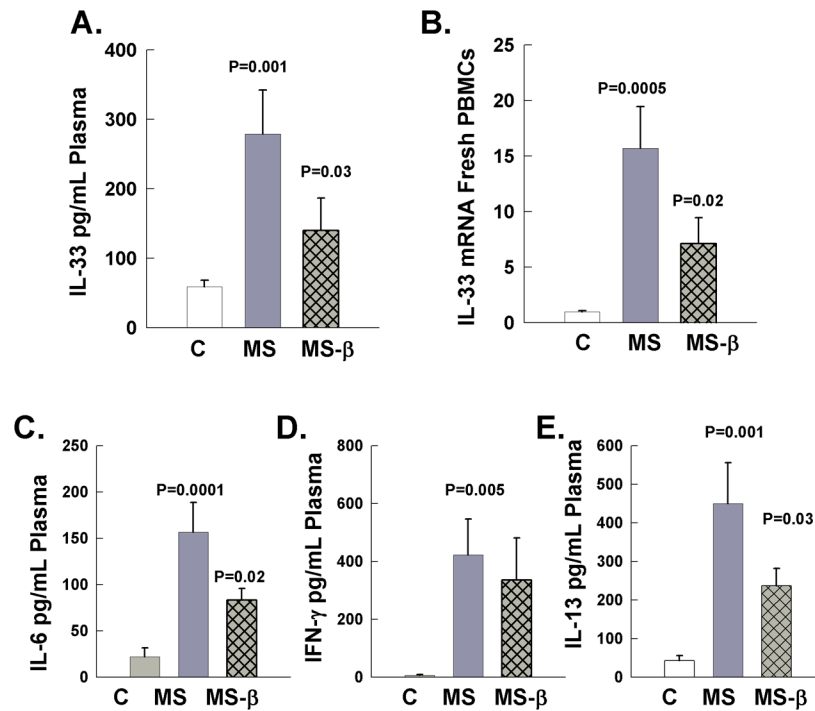 A.
IL-33 pg/mL Plasma
400
300
200
100
0
P=0.001
P=0.03
C MS MS-β
B.
IL-33 mRNA Fresh PBMCs
25
20
15
10
5
0
P=0.0005
P=0.02
C MS MS-β
C.
IL-6 pg/mL Plasma
250
200
150
100
50
0
P=0.0001
P=0.02
C MS MS-β
D.
IFN-γ pg/mL Plasma
800
600
400
200
0
P=0.005
C MS MS-β
E.
IL-13 pg/mL Plasma
600
500
400
300
200
100
0
P=0.001
P=0.03
C MS MS-β